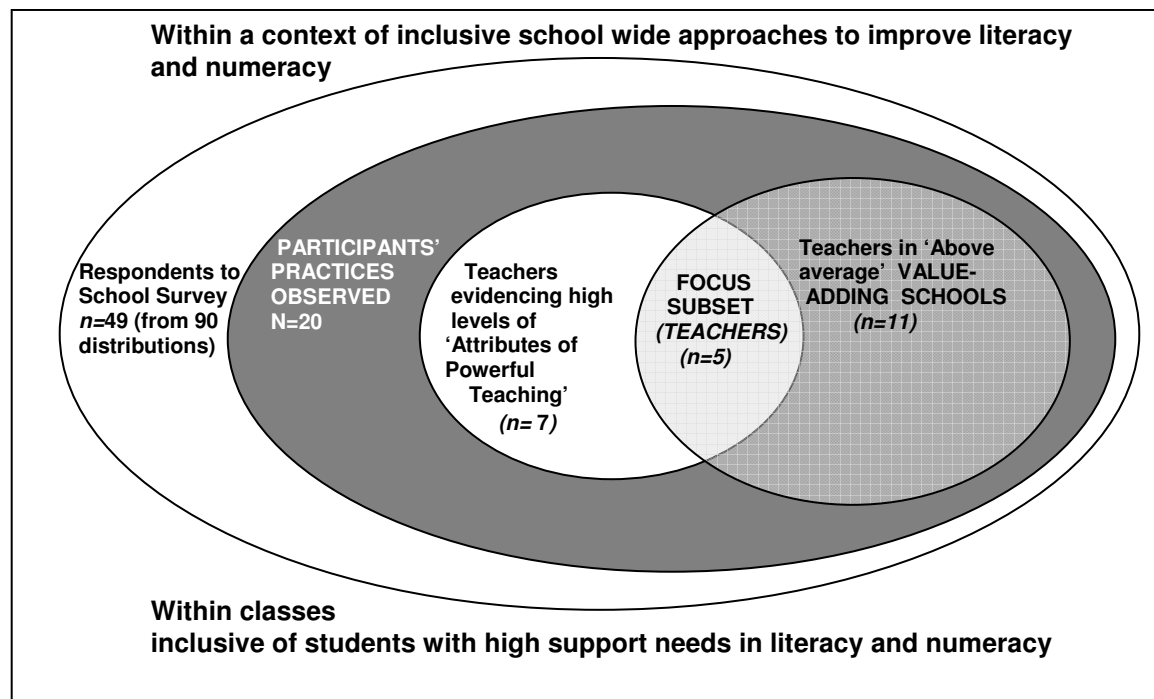 Within a context of inclusive school wide approaches to improve literacy
and numeracy
Respondents to
School Survey
n=49 (from 90
distributions)
PARTICIPANTS’
PRACTICES
OBSERVED
N=20
Teachers
evidencing high
levels of
‘Attributes of
Powerful
Teaching’
(n= 7)
FOCUS
SUBSET
(TEACHERS)
(n=5)
Teachers in ‘Above
average’ VALUE-
ADDING SCHOOLS
(n=11)
Within classes
inclusive of students with high support needs in literacy and numeracy